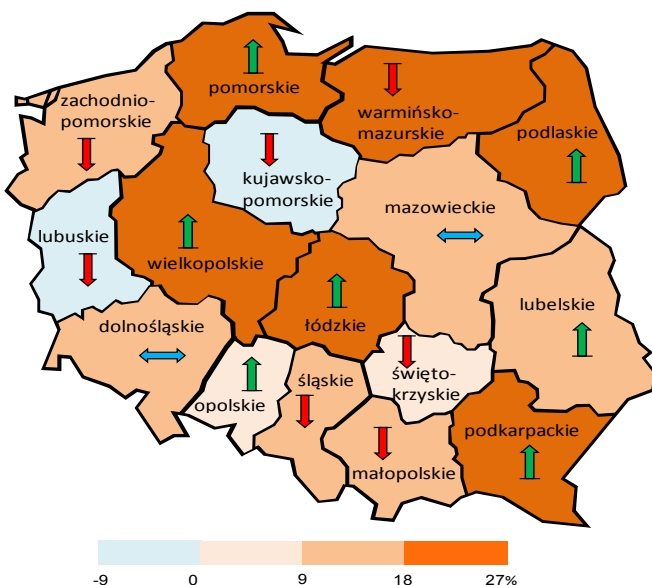 pomorskie
zachodnio-
pomorskie
warmińsko-
mazurskie
podlaskie
kujawsko-
pomorskie
mazowieckie
lubuskie
wielkopolskie
lubelskie
dolnośląskie
łódzkie
śląskie
święto-
krzyskie
opolskie
podkarpackie
małopolskie
-9 0 9 18 27%